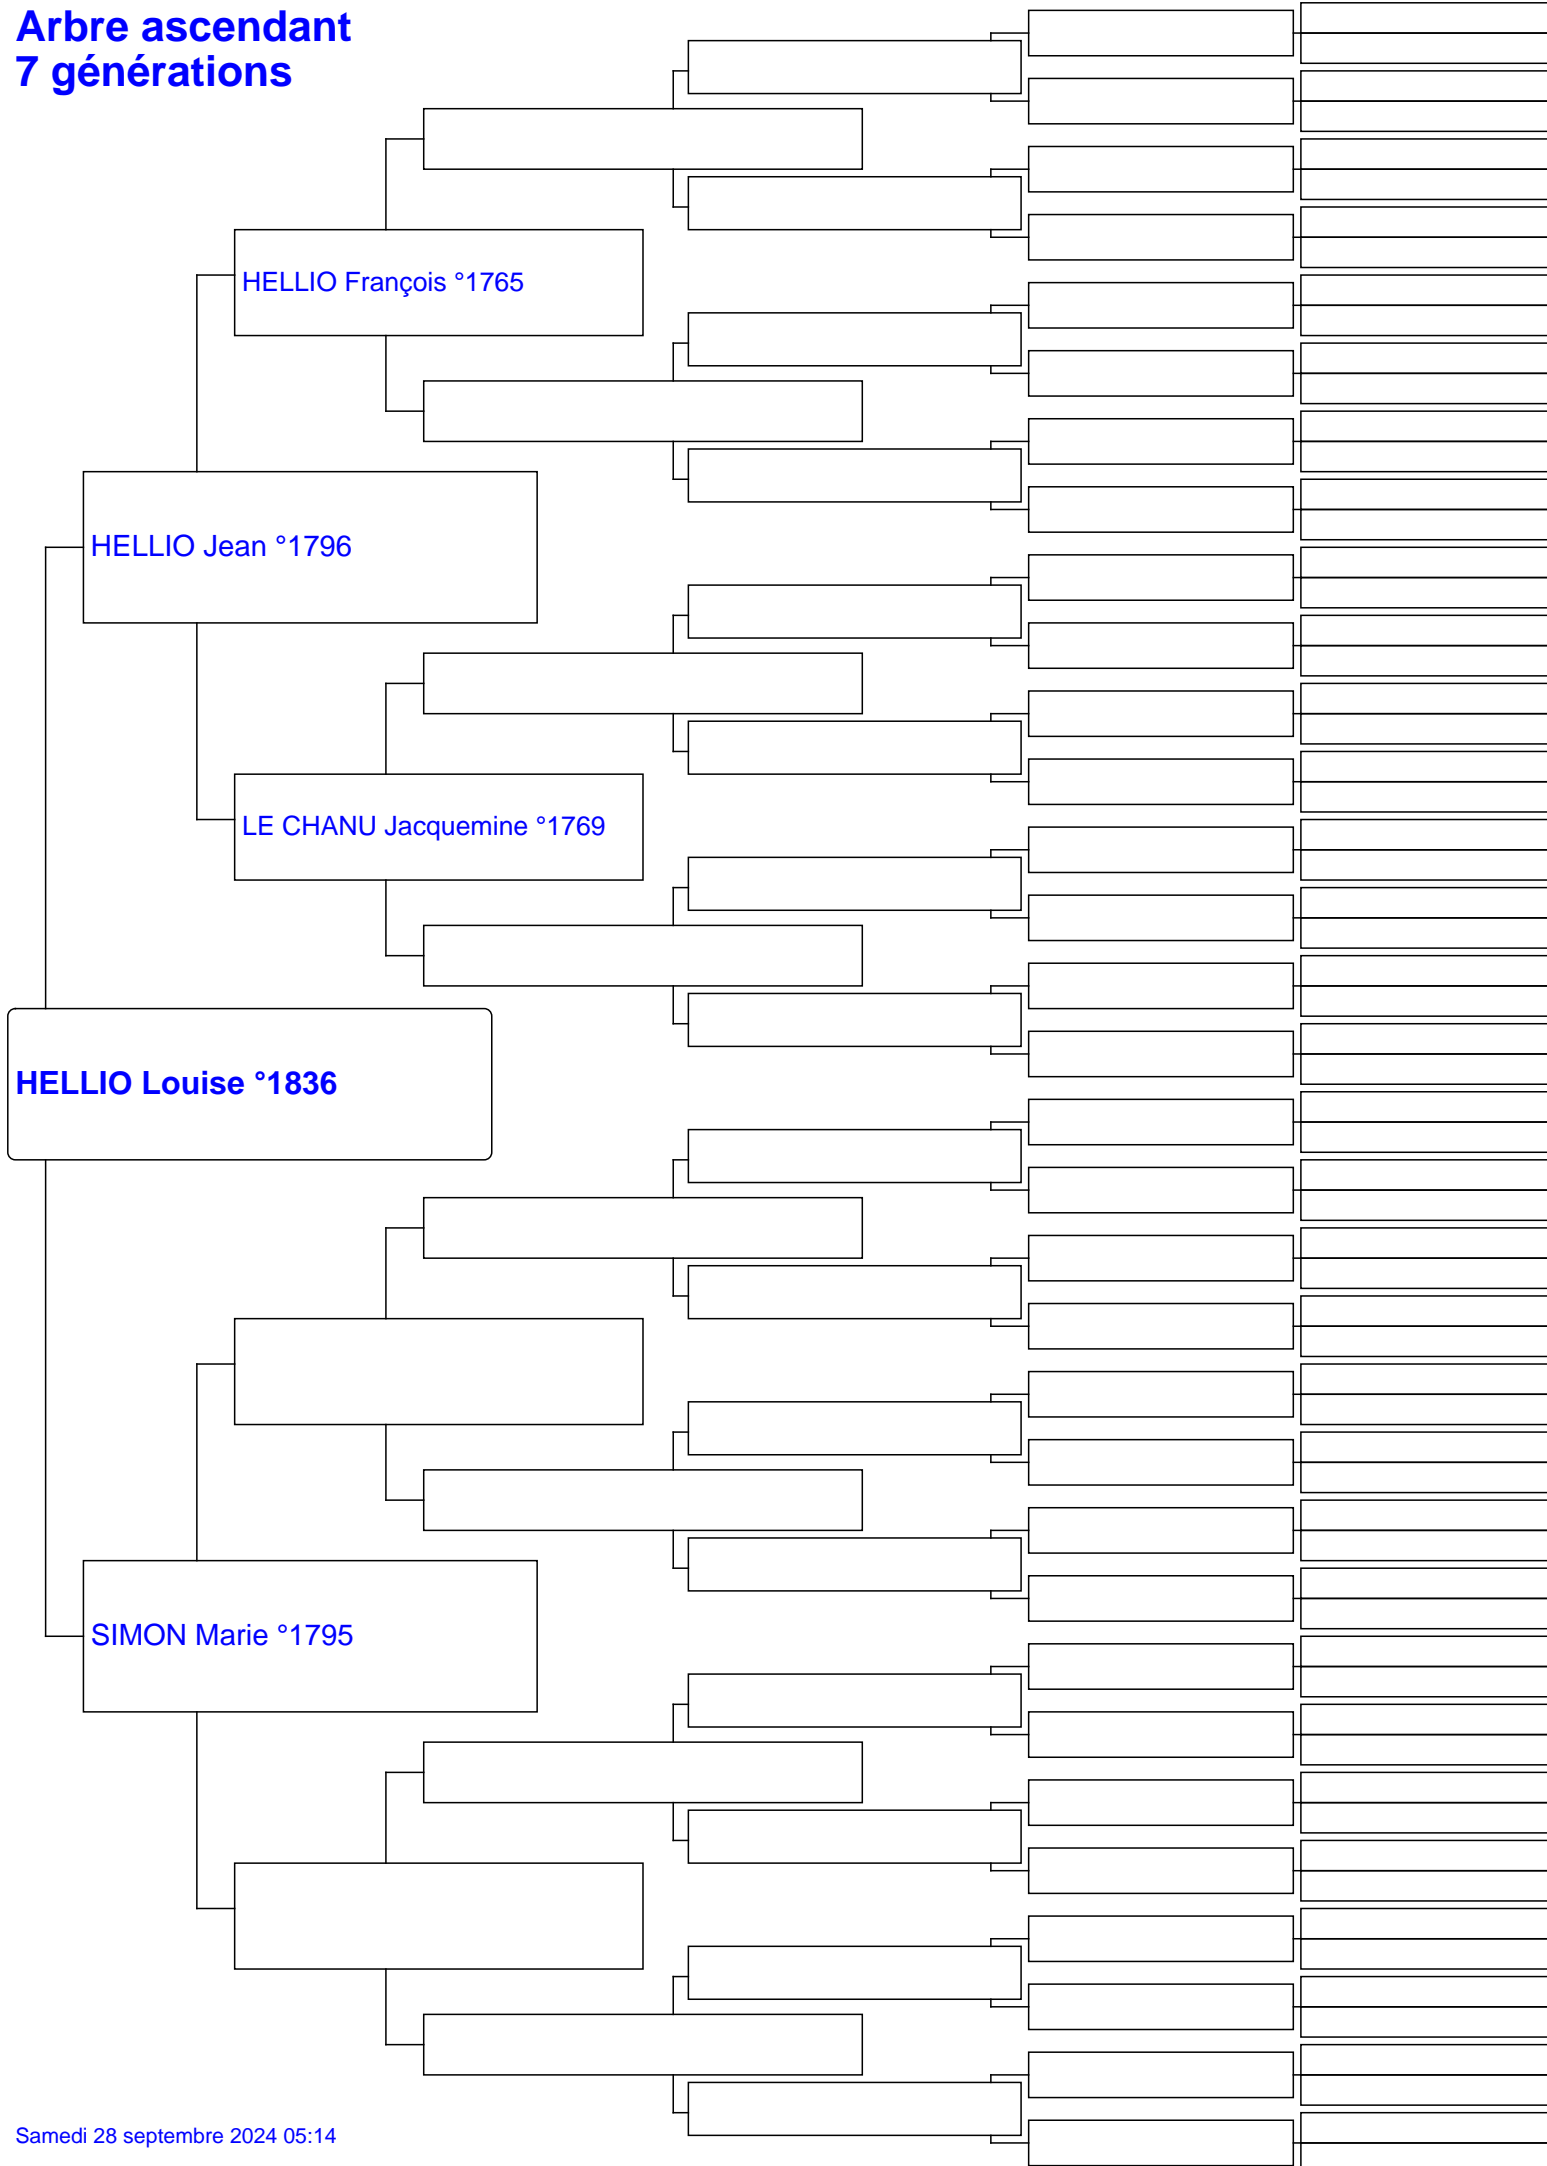 Arbre ascendant
7 générations
HELLIO François °1765
HELLIO Jean °1796
LE CHANU Jacquemine °1769
HELLIO Louise °1836
SIMON Marie °1795
Samedi 28 septembre 2024 05:14